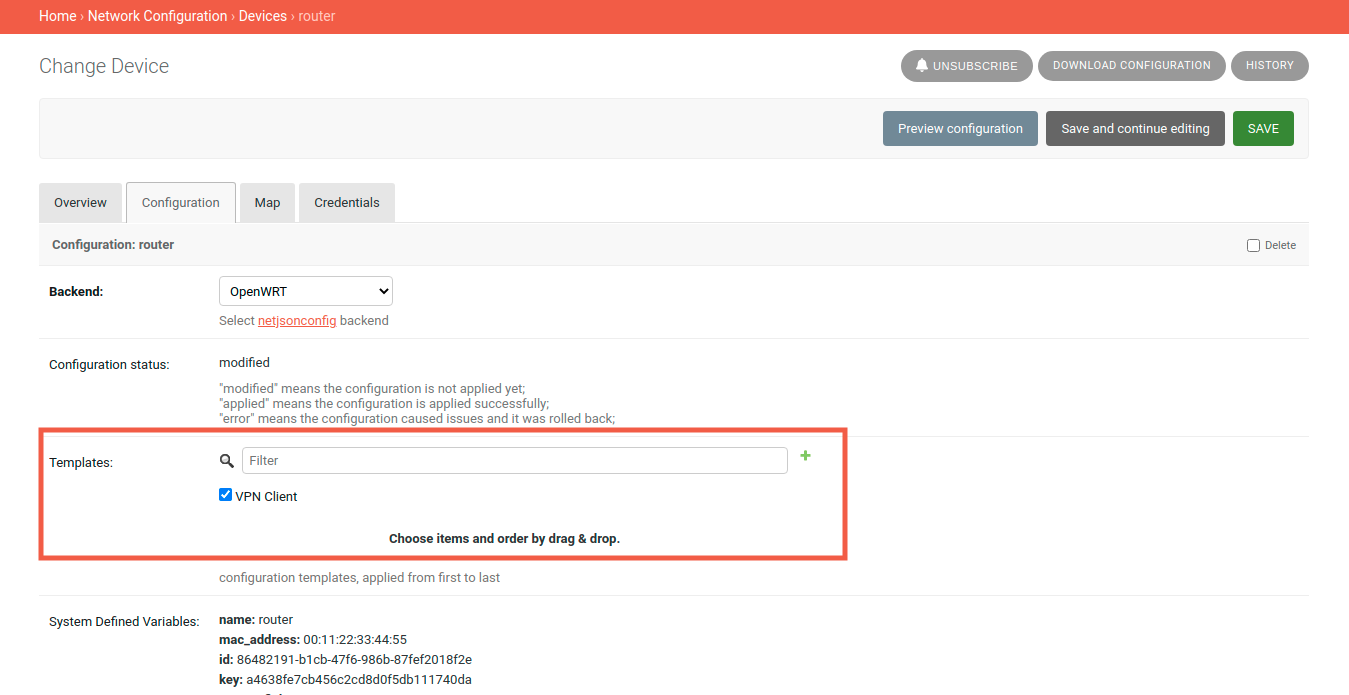 Home › Network Configuration › Devices › router
Change Device
UNSUBSCRIBE
DOWNLOAD CONFIGURATION
HISTORY
Preview configuration
Save and continue editing
SAVE
Overview
Configuration
Map
Credentials
Configuration: router
Delete
Backend:
OpenWRT
Select netjsonconfig backend
Configuration status:
modified
"modified" means the configuration is not applied yet;
"applied" means the configuration is applied successfully;
"error" means the configuration caused issues and it was rolled back;
Templates:
Filter
VPN Client
Choose items and order by drag & drop.
configuration templates, applied from first to last
System Defined Variables:
name: router
mac_address: 00:11:22:33:44:55
id: 86482191-b1cb-47f6-986b-87fef2018f2e
key: a4638fe7cb456c2cd8d0f5db111740da